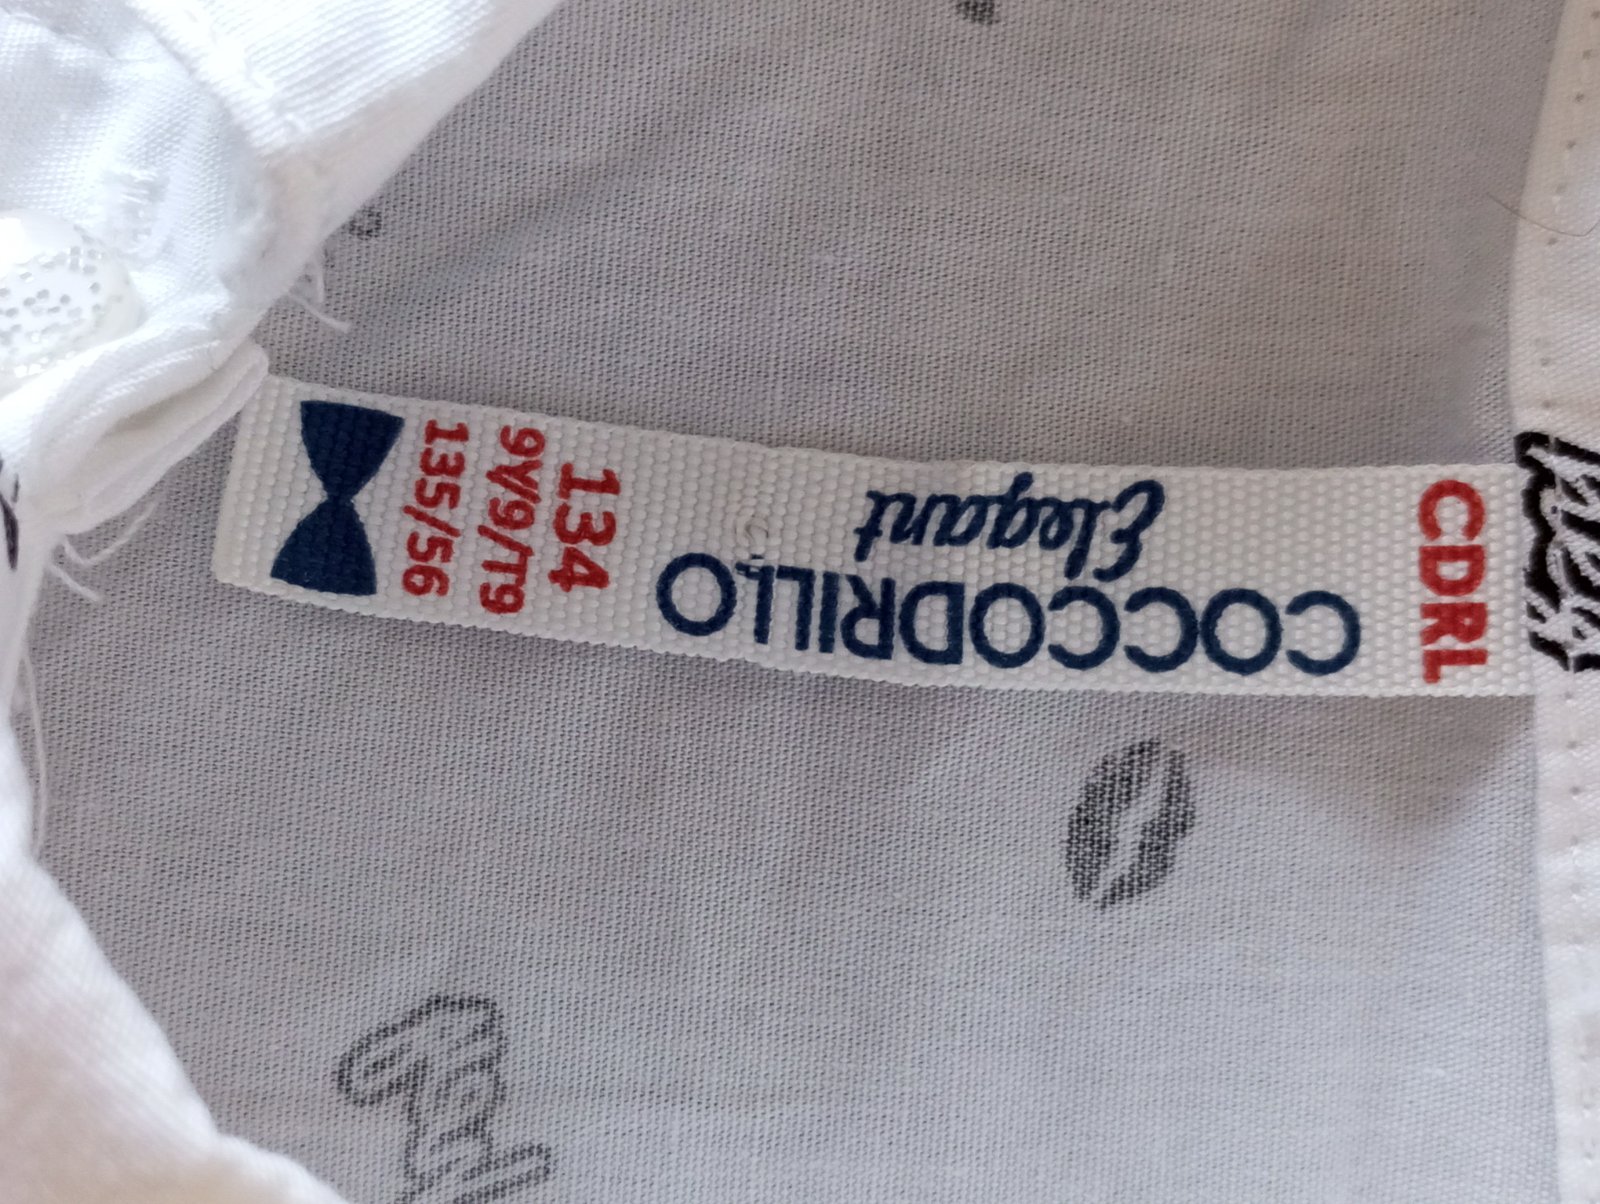 CDRL
COCCODRILLO
Elegant
134
9Y/9/T9
135/56